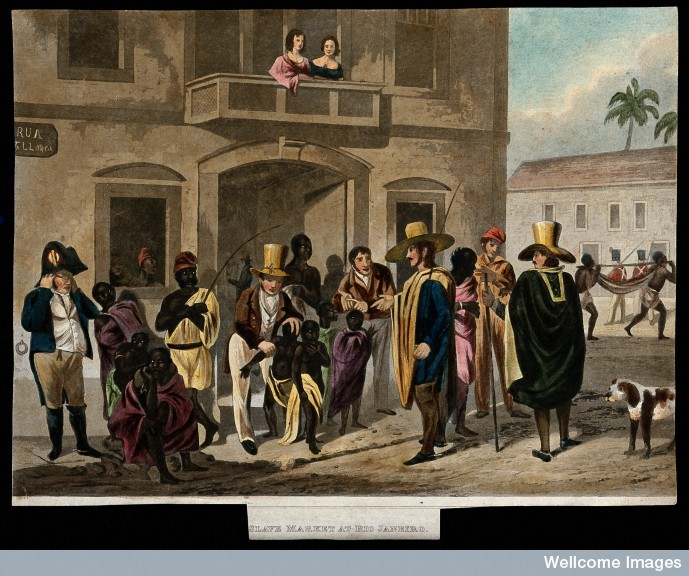 RUA
SLAVE MARKET AT RIO JANEIRO.
Wellcome Images